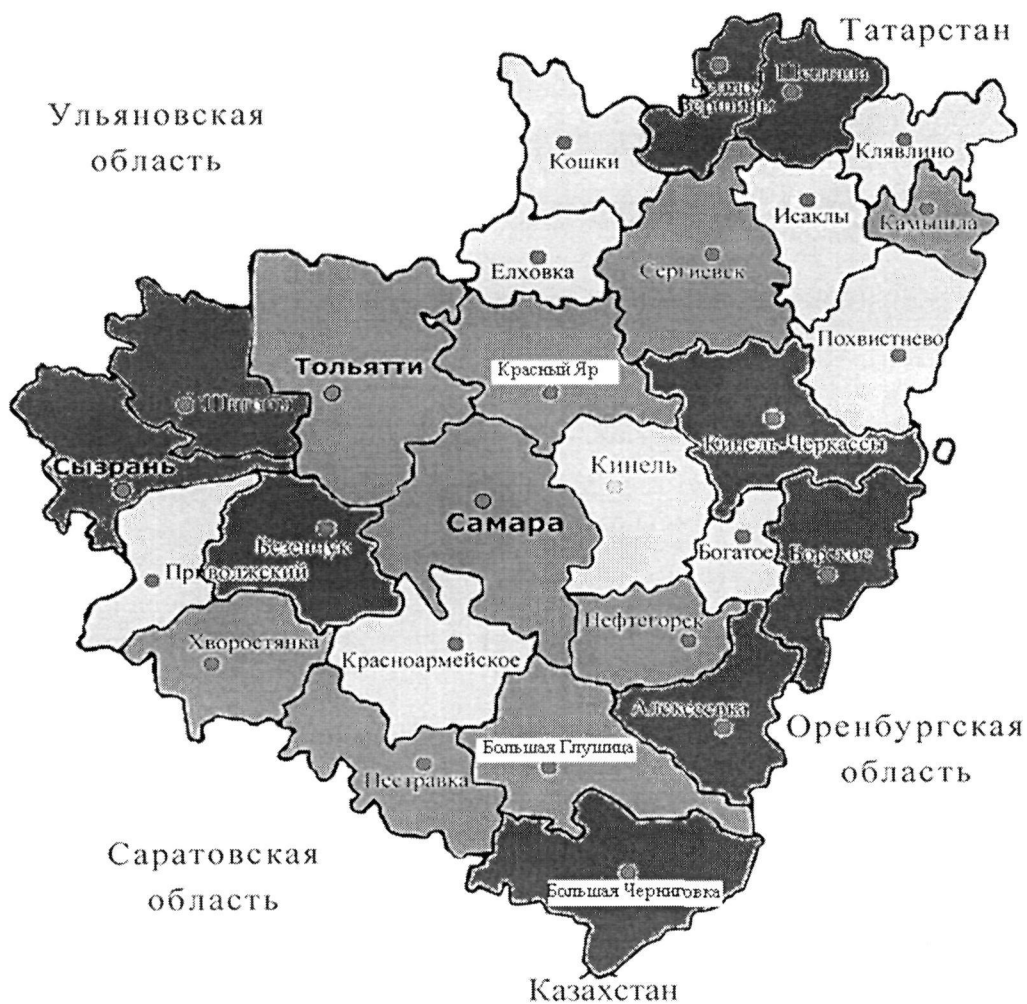 Татарстан
Ульяновская
область
Шентала
Кошки
Клявлино
Исаклы
Камышла
Елховка
Сергиевск
Похвистнево
Тольятти
Красный Яр
Кинель-Черкассы
Сызрань
Кинель
Самара
Безенчук
Богатое
Борское
Приволжский
Нефтегорск
Хворостянка
Красноармейское
Алексеевка
Оренбургская
область
Большая Глушица
Пестравка
Саратовская
область
Большая Черниговка
Казахстан